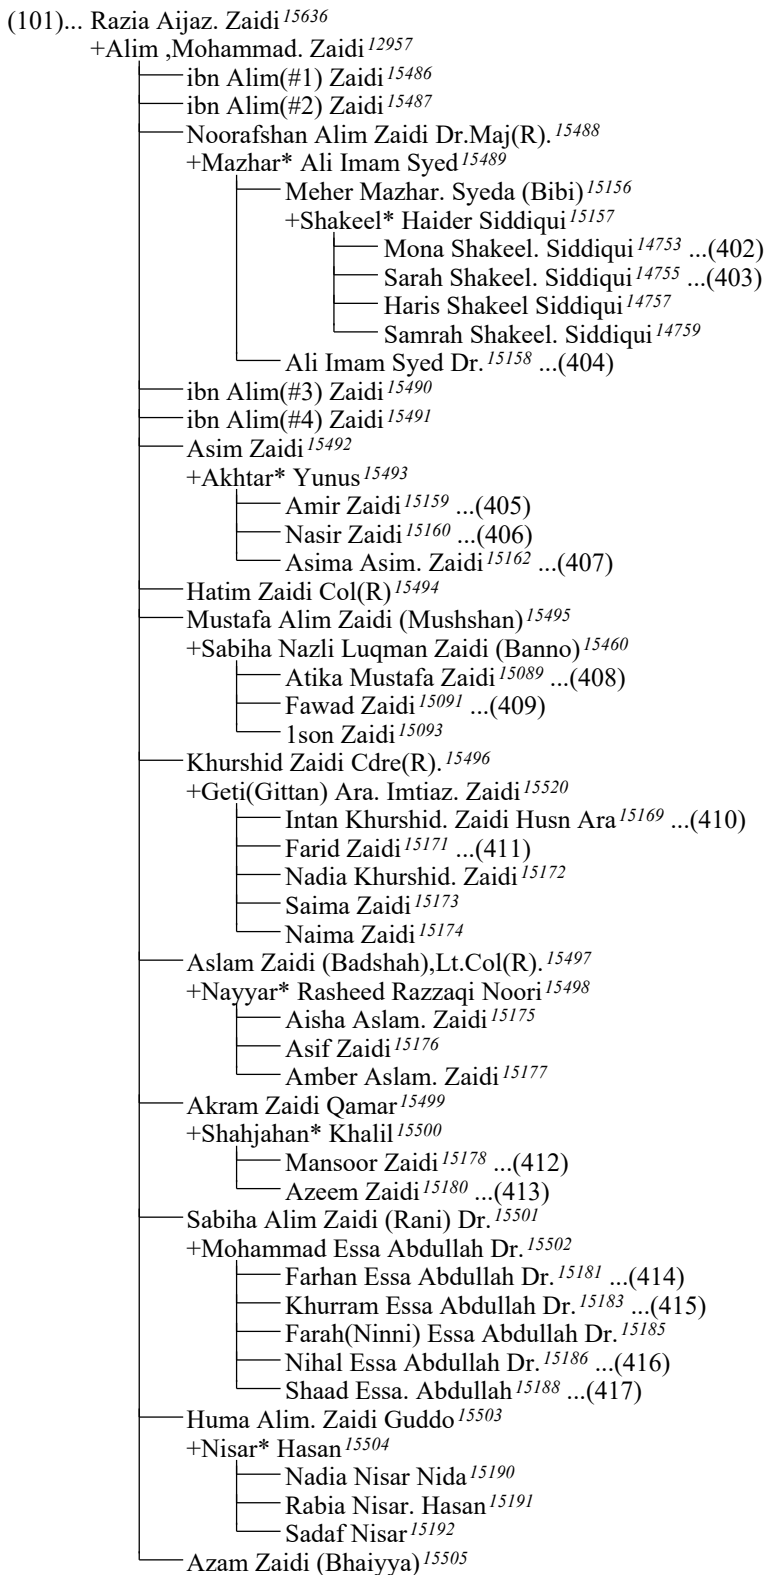 (101)... Razia Aijaz. Zaidi 15636
+Alim ,Mohammad. Zaidi 12957
ibn Alim(#1) Zaidi 15486
ibn Alim(#2) Zaidi 15487
Noorafshan Alim Zaidi Dr.Maj(R). 15488
+Mazhar* Ali Imam Syed 15489
Meher Mazhar. Syeda (Bibi) 15156
+Shakeel* Haider Siddiqui 15157
Mona Shakeel. Siddiqui 14753 ...(402)
Sarah Shakeel. Siddiqui 14755 ...(403)
Haris Shakeel Siddiqui 14757
Samrah Shakeel. Siddiqui 14759
Ali Imam Syed Dr. 15158 ...(404)
ibn Alim(#3) Zaidi 15490
ibn Alim(#4) Zaidi 15491
Asim Zaidi 15492
+Akhtar* Yunus 15493
Amir Zaidi 15159 ...(405)
Nasir Zaidi 15160 ...(406)
Asima Asim. Zaidi 15162 ...(407)
Hatim Zaidi Col(R) 15494
Mustafa Alim Zaidi (Mushshan) 15495
+Sabiha Nazli Luqman Zaidi (Banno) 15460
Atika Mustafa Zaidi 15089 ...(408)
Fawad Zaidi 15091 ...(409)
1son Zaidi 15093
Khurshid Zaidi Cdre(R). 15496
+Geti(Gittan) Ara. Imtiaz. Zaidi 15520
Intan Khurshid. Zaidi Husn Ara 15169 ...(410)
Farid Zaidi 15171 ...(411)
Nadia Khurshid. Zaidi 15172
Saima Zaidi 15173
Naima Zaidi 15174
Aslam Zaidi (Badshah),Lt.Col(R). 15497
+Nayyar* Rasheed Razzaqi Noori 15498
Aisha Aslam. Zaidi 15175
Asif Zaidi 15176
Amber Aslam. Zaidi 15177
Akram Zaidi Qamar 15499
+Shahjahan* Khalil 15500
Mansoor Zaidi 15178 ...(412)
Azeem Zaidi 15180 ...(413)
Sabiha Alim Zaidi (Rani) Dr. 15501
+Mohammad Essa Abdullah Dr. 15502
Farhan Essa Abdullah Dr. 15181 ...(414)
Khurram Essa Abdullah Dr. 15183 ...(415)
Farah(Ninni) Essa Abdullah Dr. 15185
Nihal Essa Abdullah Dr. 15186 ...(416)
Shaad Essa. Abdullah 15188 ...(417)
Huma Alim. Zaidi Guddo 15503
+Nisar* Hasan 15504
Nadia Nisar Nida 15190
Rabia Nisar. Hasan 15191
Sadaf Nisar 15192
Azam Zaidi (Bhaiyya) 15505